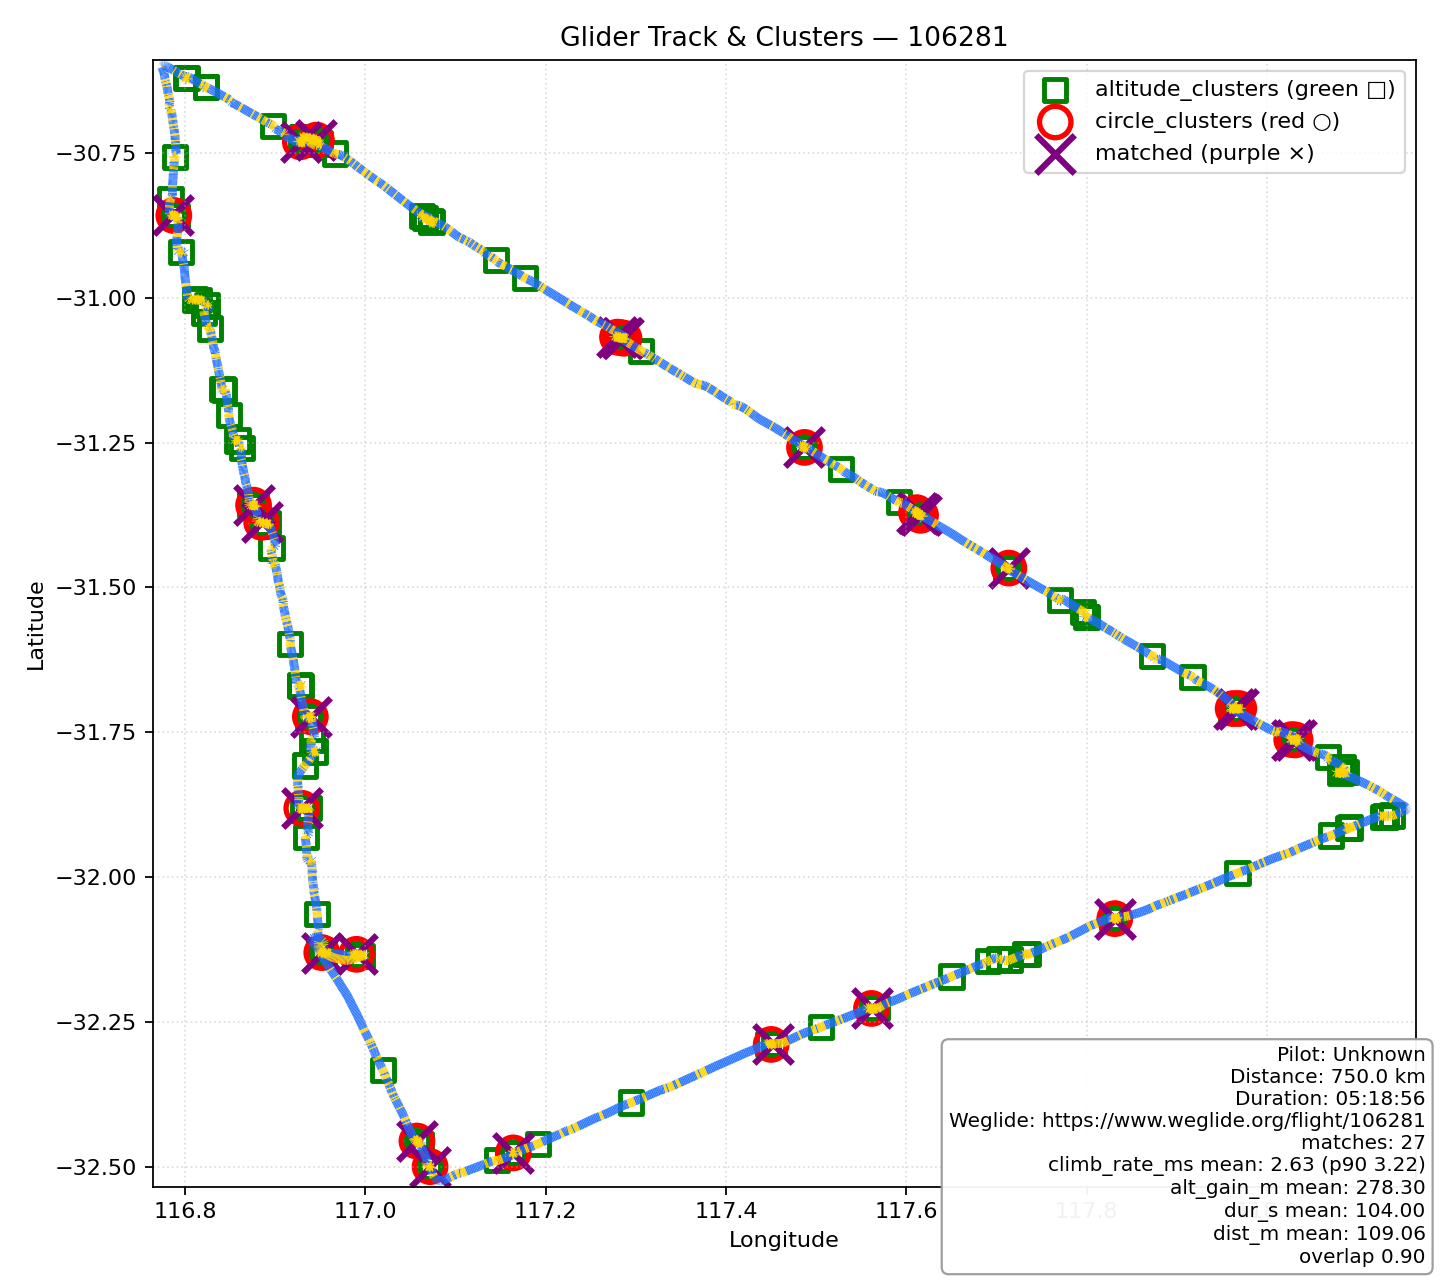 Glider Track & Clusters — 106281
altitude_clusters (green □)
circle_clusters (red ○)
matched (purple ×)
−30.75
−31.00
−31.25
−31.50
−31.75
−32.00
−32.25
−32.50
Latitude
116.8
117.0
117.2
117.4
117.6
117.8
Longitude
Pilot: Unknown
Distance: 750.0 km
Duration: 05:18:56
Weglide: https://www.weglide.org/flight/106281
matches: 27
climb_rate_ms mean: 2.63 (p90 3.22)
alt_gain_m mean: 278.30
dur_s mean: 104.00
dist_m mean: 109.06
overlap 0.90